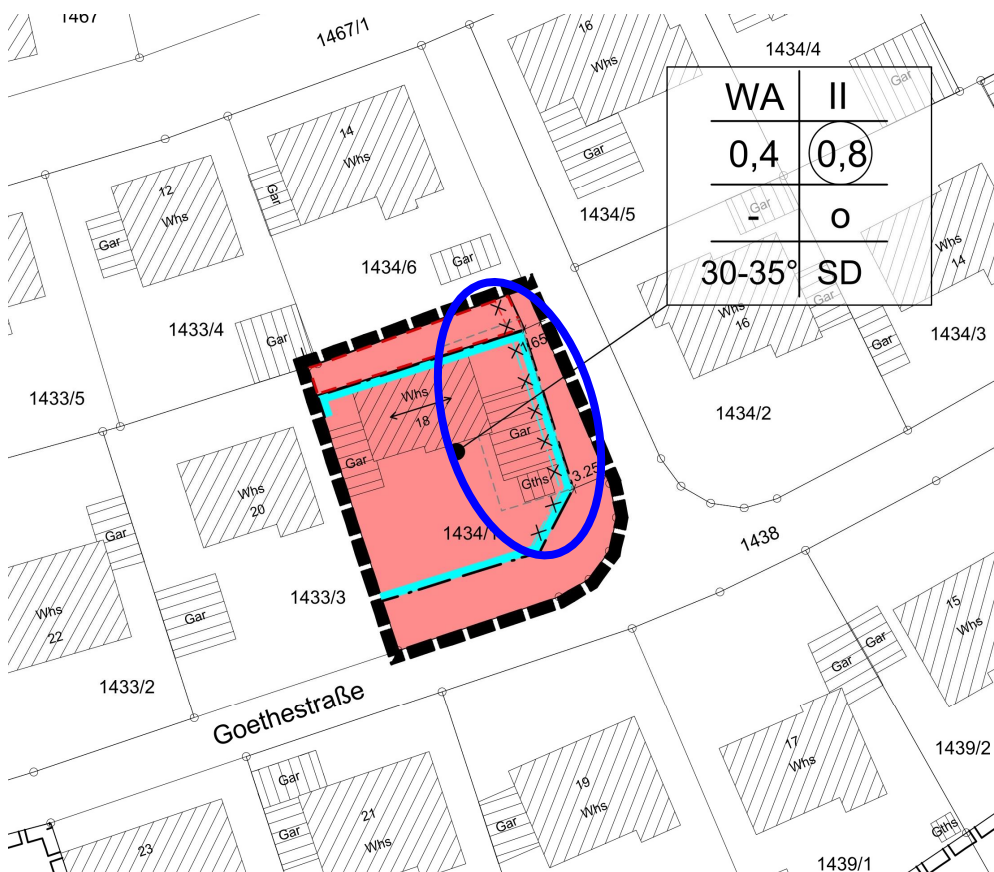 1467
1467/1
16
Whs
1434/4
Gar
WA II
0,4 0,8
- o
30-35° SD
14
Whs
Gar
Gar
12
Whs
Gar
Gar
1434/5
1434/6
Gar
Whs
14
Gar
Whs
16
Gar
1434/3
1433/4
Gar
1,65
1433/5
Whs
18
Gar
Gar
1434/2
Whs
20
Gths
3.25
1434/1
Gar
1438
1433/3
Whs
22
Gar
15
Whs
Gar
Gar
1433/2
Goethestraße
17
Whs
1439/2
Gar
19
Whs
21
Whs
Gar
Gar
23
Gths
1439/1